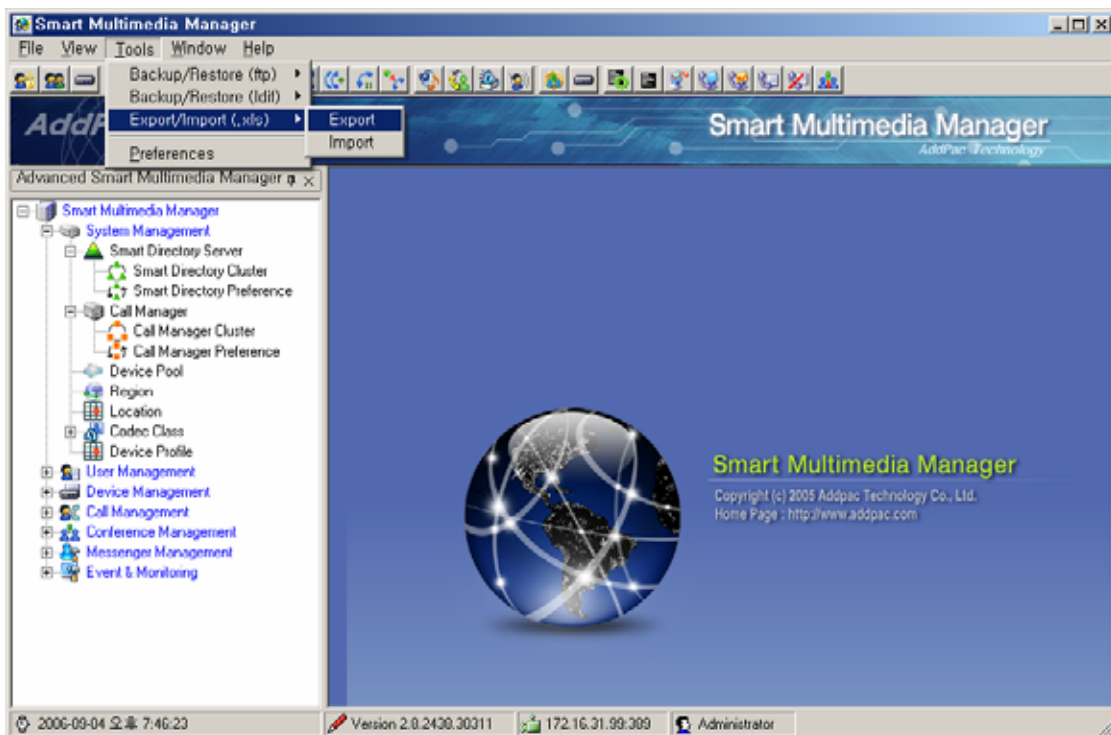 Smart Multimedia Manager
File View Tools Window Help
Backup/Restore (ftp)
Backup/Restore (ldif)
Export/Import (,xls)
Preferences
Export
Import
Smart Multimedia Manager
AddPac Technology
Advanced Smart Multimedia Manager
Smart Multimedia Manager
System Management
Smart Directory Server
Smart Directory Cluster
Smart Directory Preference
Call Manager
Call Manager Cluster
Call Manager Preference
Device Pool
Region
Location
Codec Class
Device Profile
User Management
Device Management
Call Management
Conference Management
Messenger Management
Event & Monitoring
Smart Multimedia Manager
Copyright (c) 2005 Addpac Technology Co., Ltd.
Home Page : http://www.addpac.com
2006-09-04 오후 7:46:23
Version 2.0.2438.30311
172.16.31.99:389
Administrator